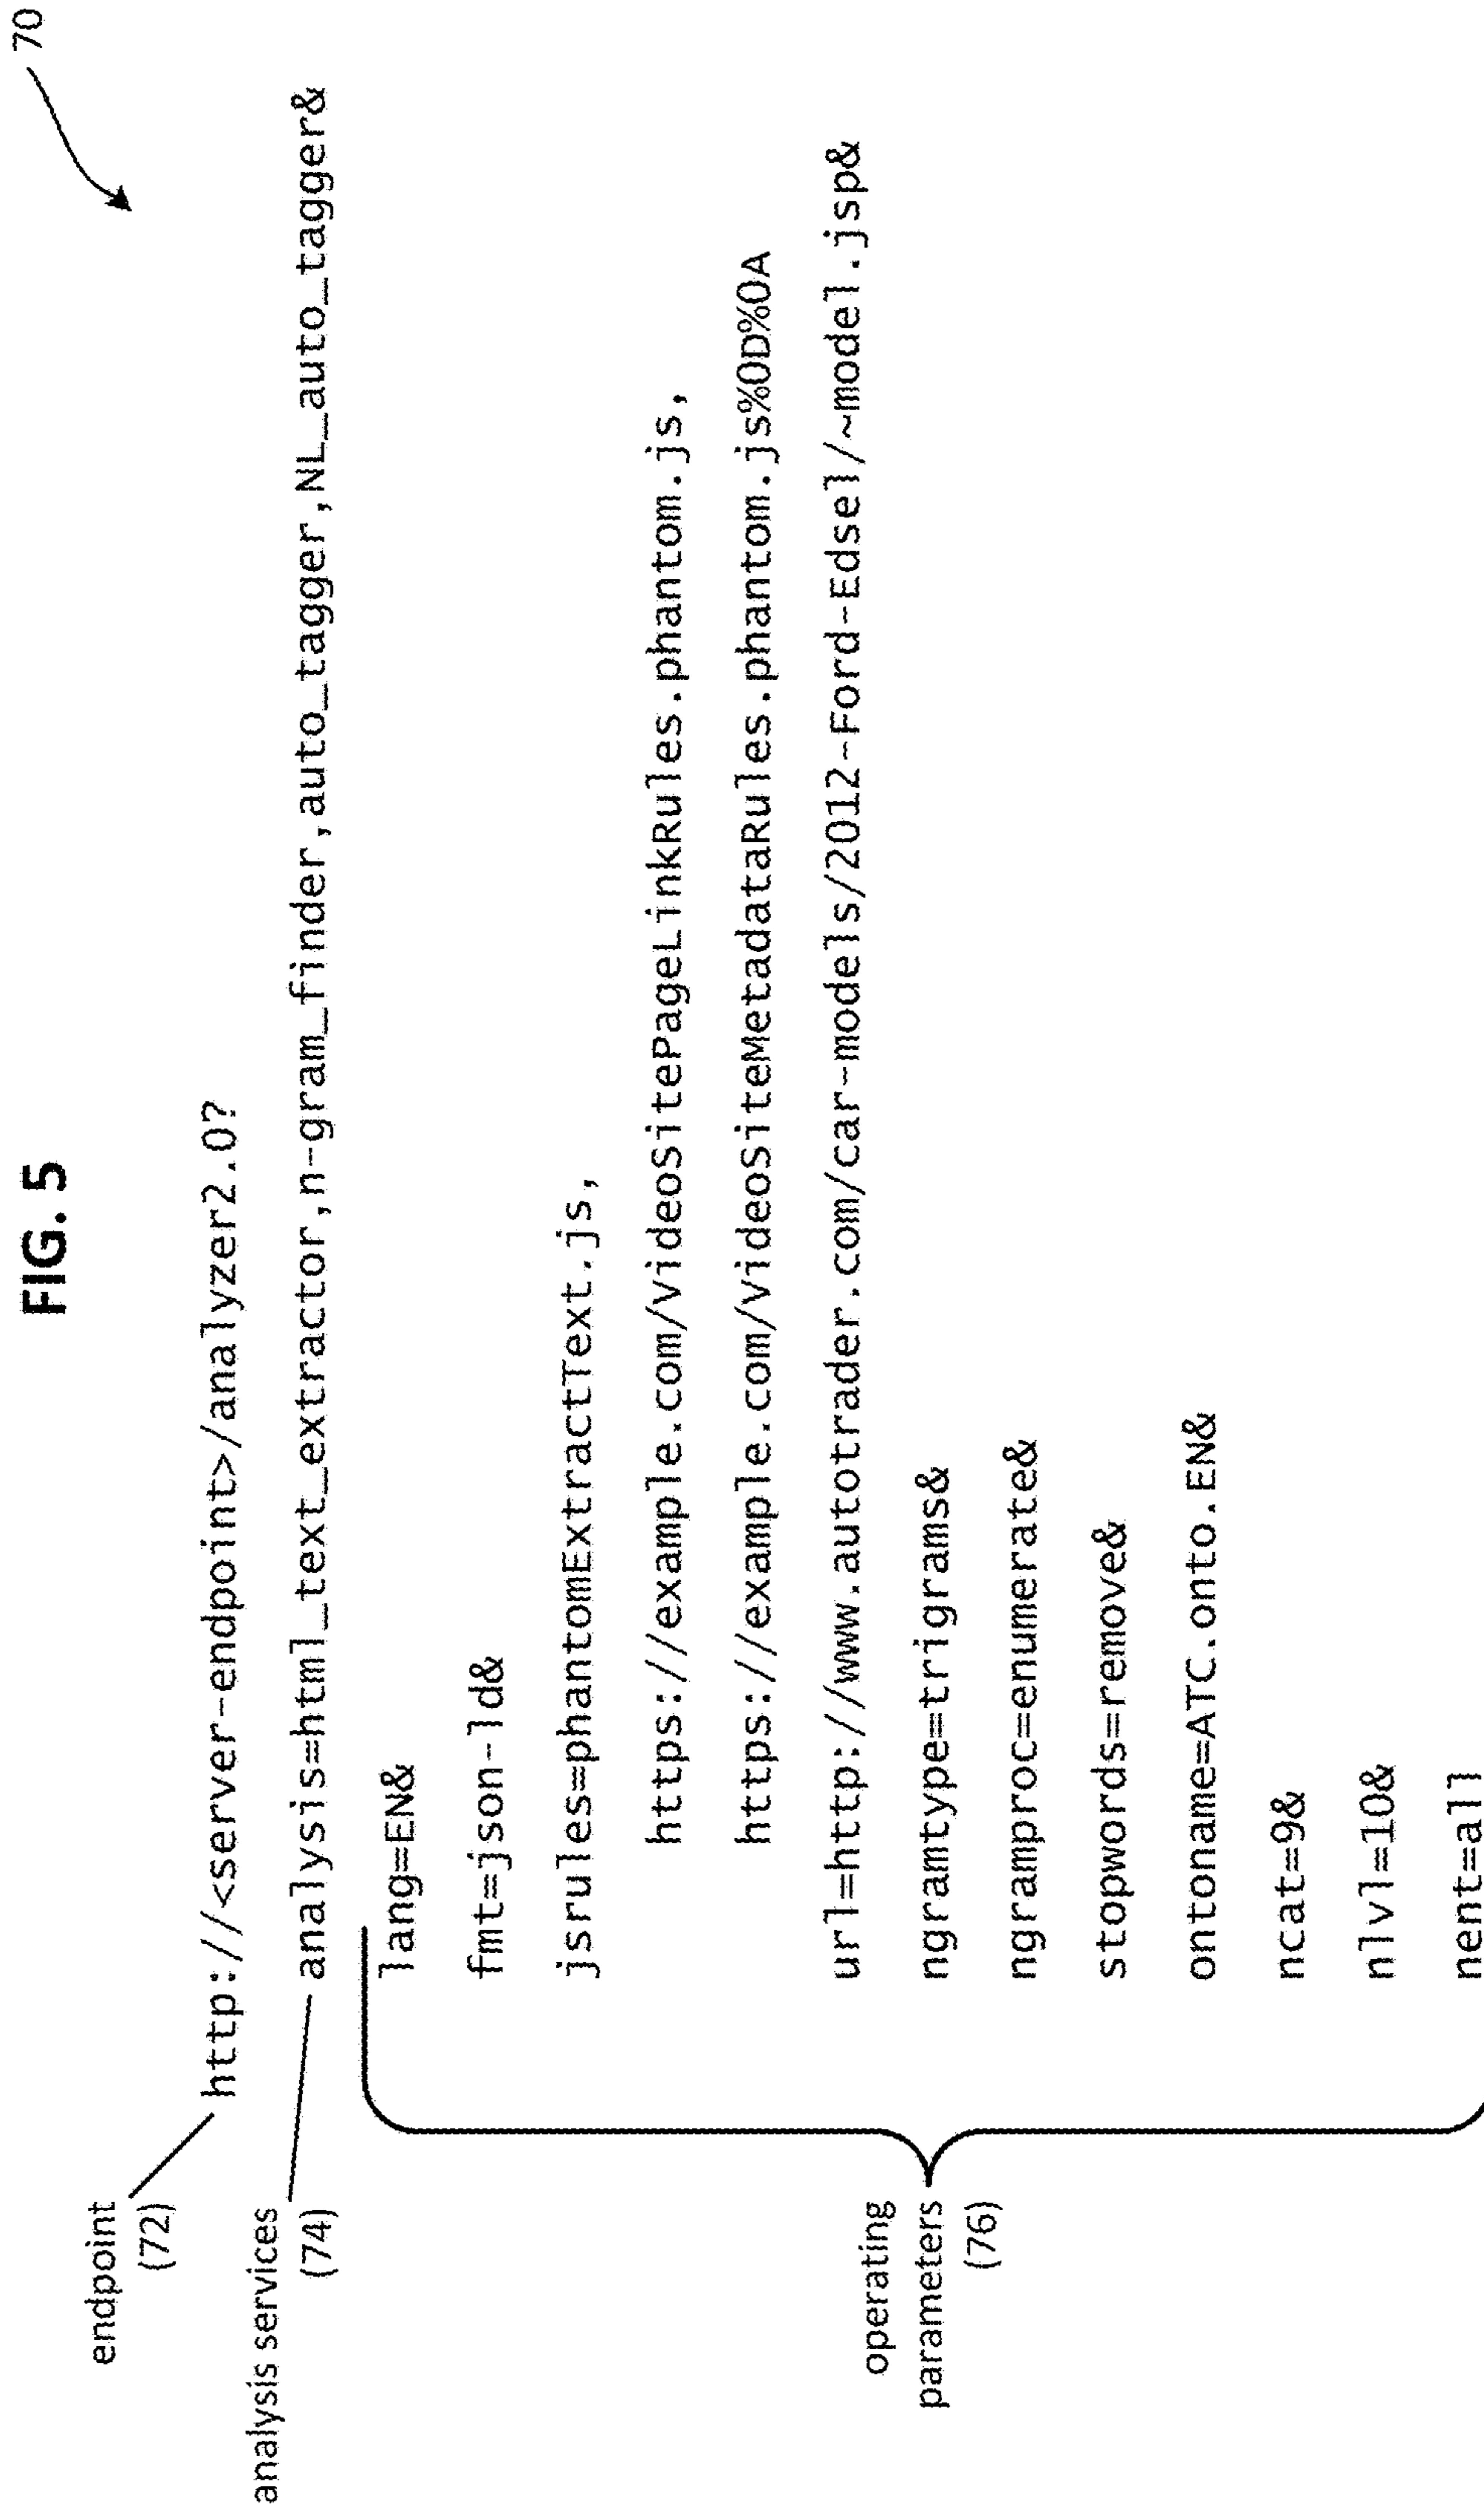 FIG. 5
70
endpoint
(72)
http://<server-endpoint>/analyzer2.0?
analysis services
(74)
analysis=html_text_extractor,n-gram_finder,auto_tagger,NL_auto_tagger&
operating
parameters
(76)
lang=EN&
fmt=json-ld&
jsrules=phantomExtractText.js,
https://example.com/videoSitePageLinkRules.phantom.js,
https://example.com/videoSiteMetadataRules.phantom.js%0D%0A
url=http://www.autotrader.com/car-models/2012-Ford-Edsel/~model.jsp&
ngramtype=trigrams&
ngramproc=enumerate&
stopwords=remove&
ontoname=ATC.onto.EN&
ncat=9&
nlvl=10&
nent=all